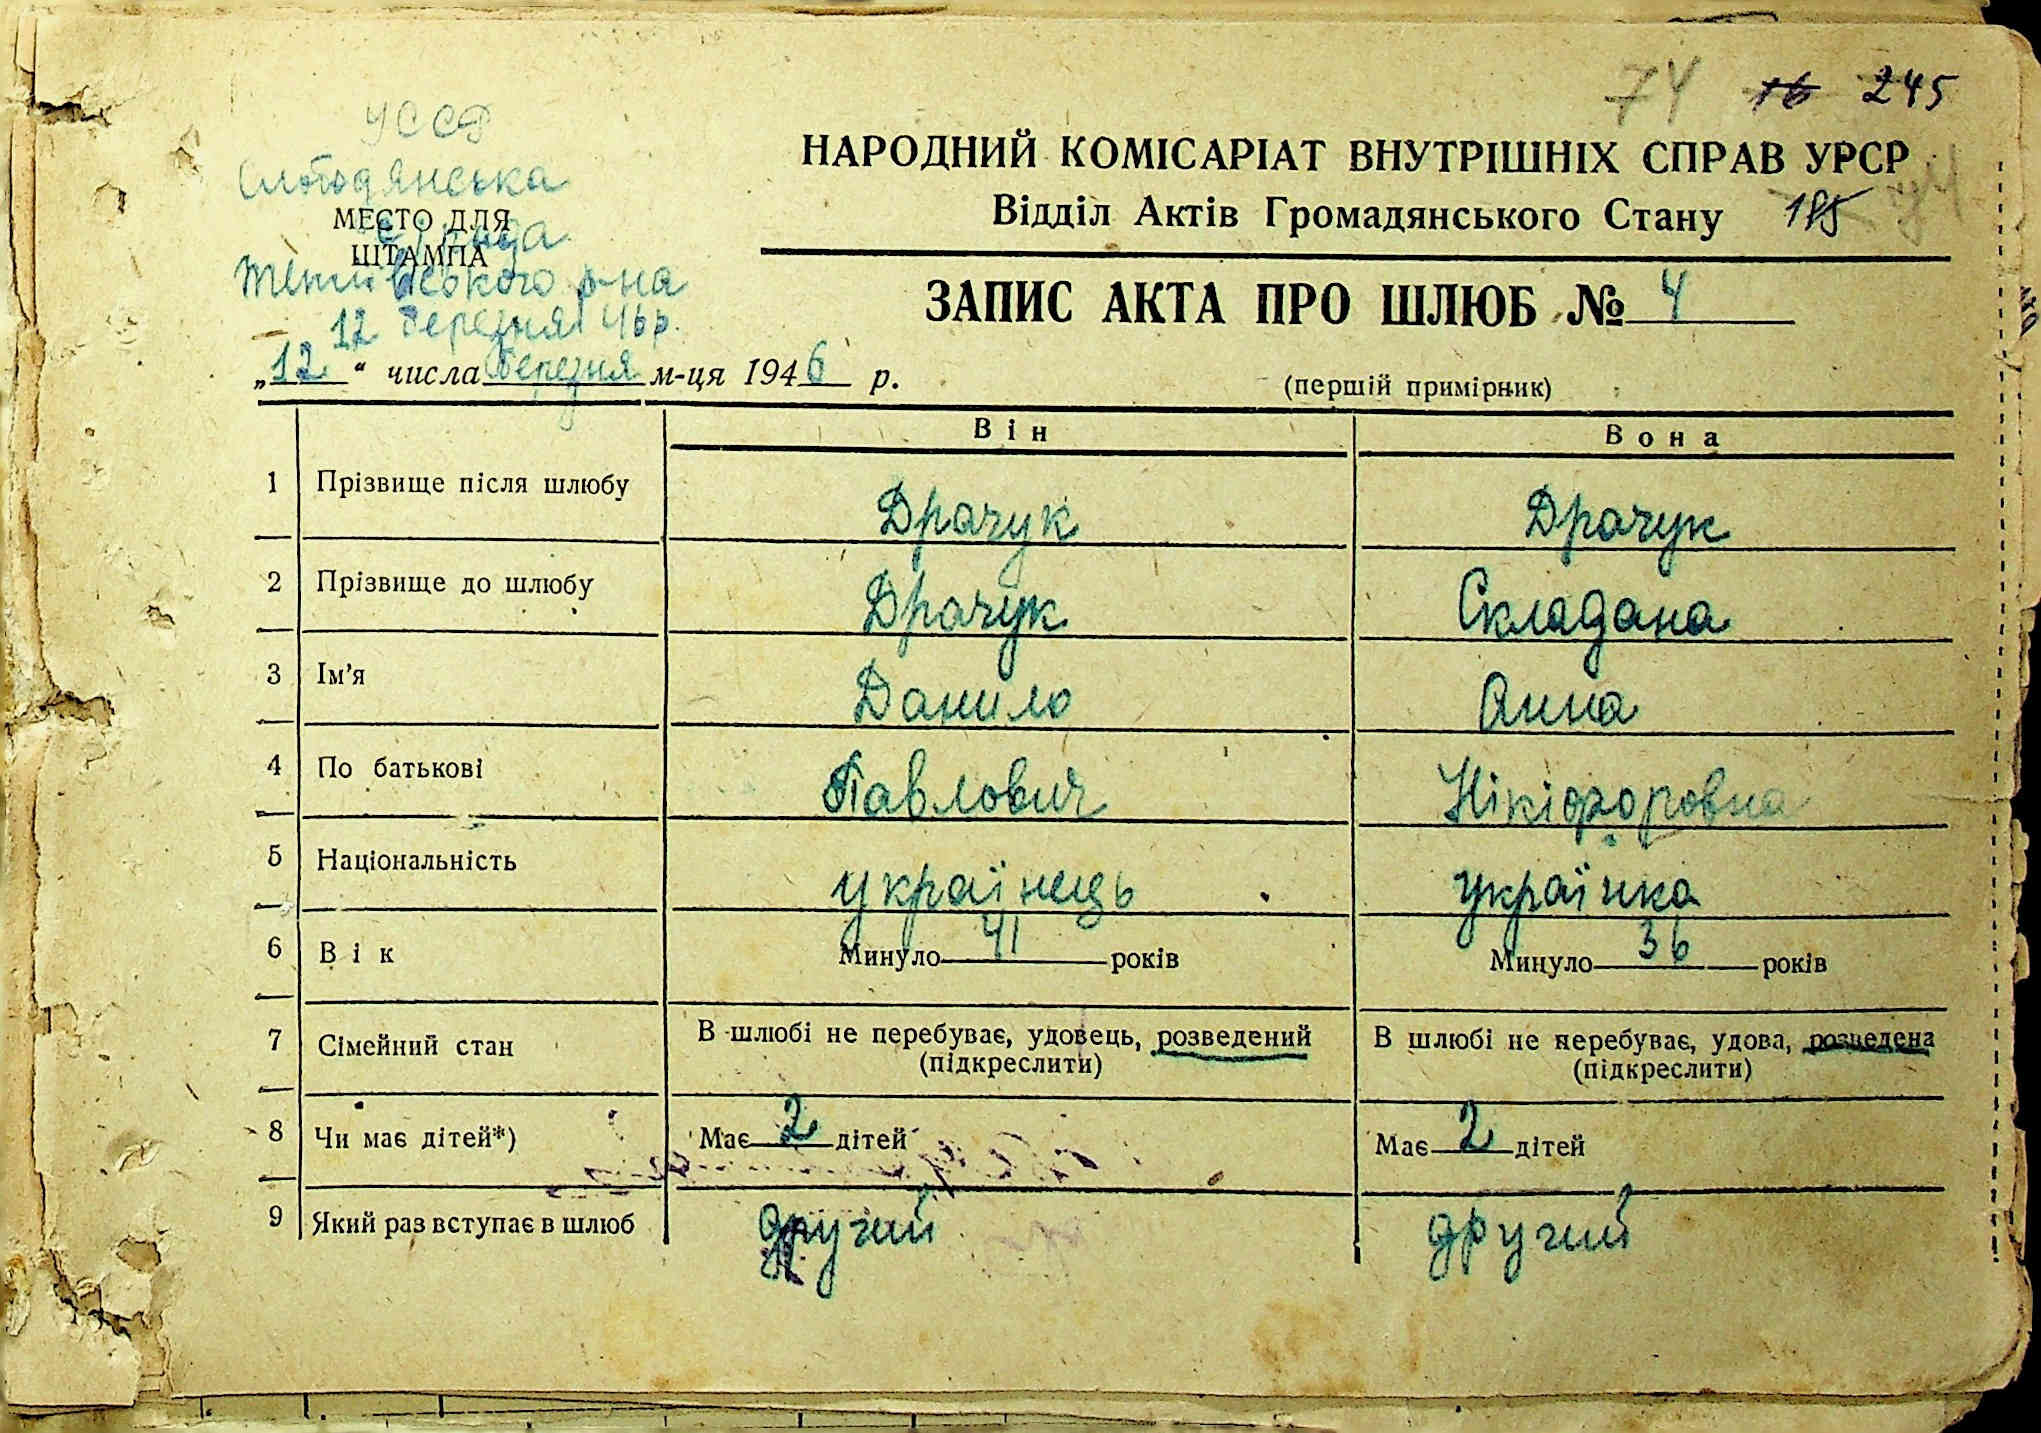 74 16 245
УССР
Слободянська
МЕСТО ДЛЯ
ШТАМПА
с/рада
р-на
12 Березня 46 р.
НАРОДНИЙ КОМІСАРІАТ ВНУТРІШНІХ СПРАВ УРСР
Відділ Актів Громадянського Стану 185
ЗАПИС АКТА ПРО ШЛЮБ № 4
„12“ числа Березня м-ця 1946 р.
(першій примірник)
Він Вона
1 Прізвище після шлюбу Драчук Драчук
2 Прізвище до шлюбу Драчук Складана
3 Ім’я Данило Анна
4 По батькові Павлович Нікіфоровна
5 Національність українець українка
6 Вік Минуло 41 років Минуло 36 років
7 Сімейний стан В шлюбі не перебуває, удовець, розведений В шлюбі не перебуває, удова, розведена
(підкреслити) (підкреслити)
8 Чи має дітей*) Має 2 дітей Має 2 дітей
9 Який раз вступає в шлюб другий другий